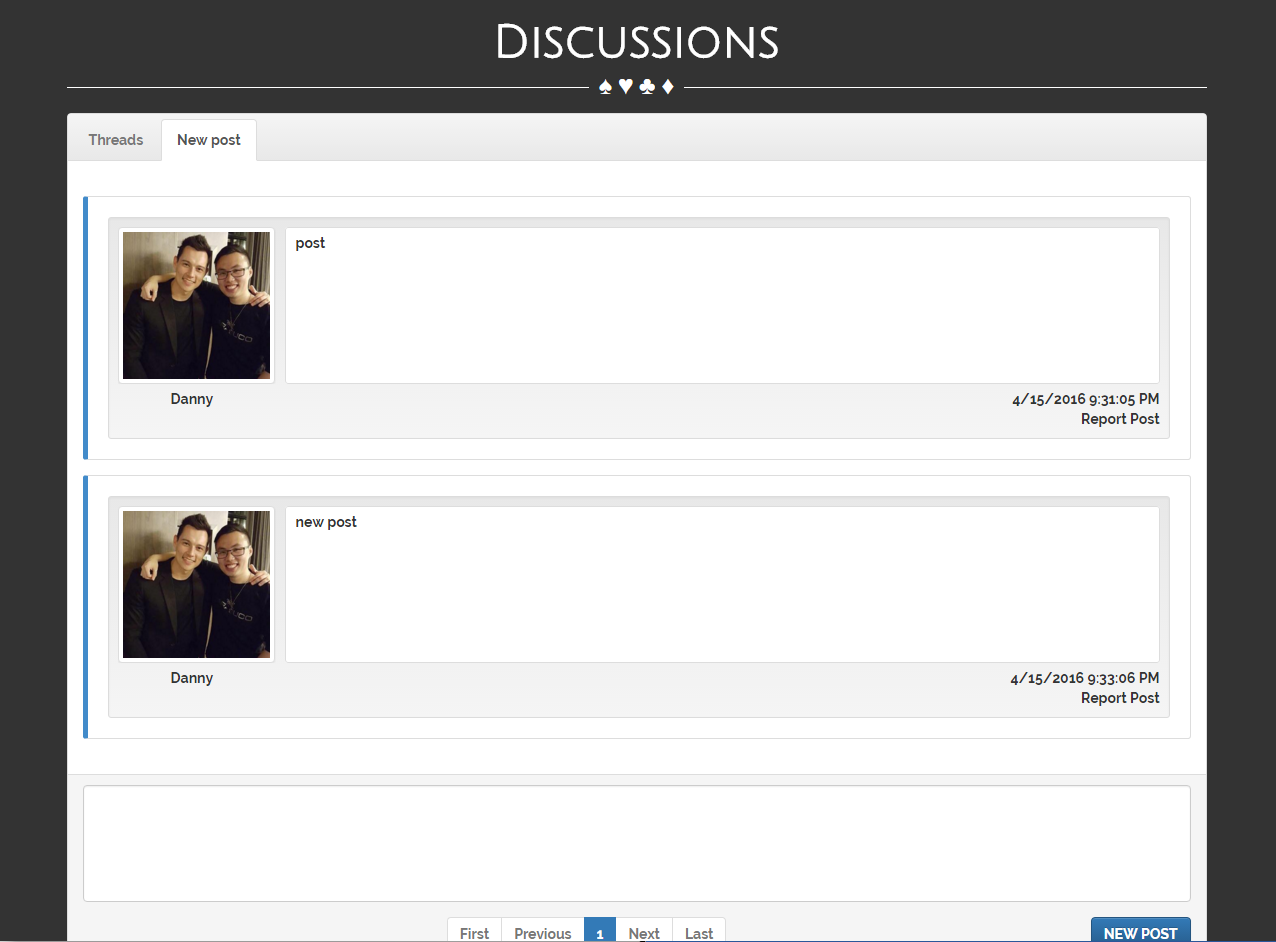 Discussions
♠ ♥ ♣ ♦
Threads New post
post
Danny 4/15/2016 9:31:05 PM
Report Post
new post
Danny 4/15/2016 9:33:06 PM
Report Post
First Previous 1 Next Last NEW POST